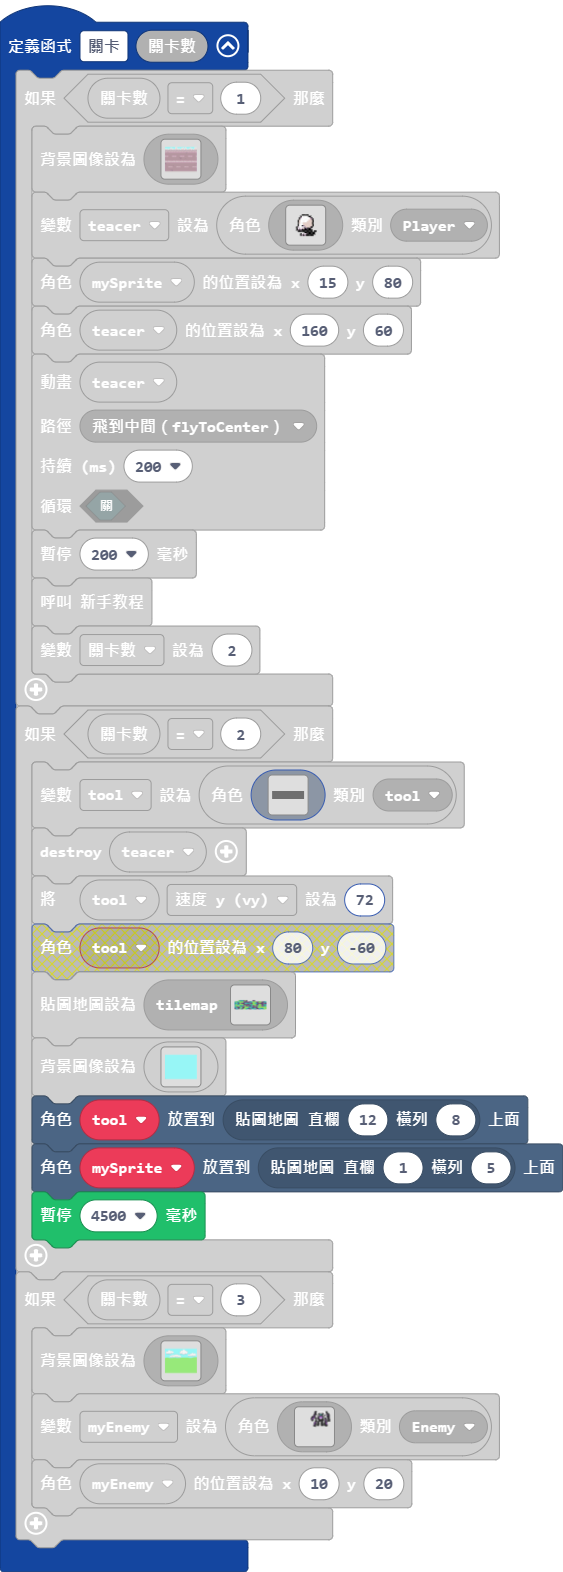 定義函式 關卡 關卡數
如果 關卡數 = 1 那麼
背景圖像設為
變數 teacer 設為 角色 類別 Player
角色 mySprite 的位置設為 x 15 y 80
角色 teacer 的位置設為 x 160 y 60
動畫 teacer
路徑 飛到中間 (flyToCenter)
持續 (ms) 200
循環 關
暫停 200 毫秒
呼叫 新手教程
變數 關卡數 設為 2
如果 關卡數 = 2 那麼
變數 tool 設為 角色 類別 tool
destroy teacer
將 tool 速度 y (vy) 設為 72
角色 tool 的位置設為 x 80 y -60
貼圖地圖設為 tilemap
背景圖像設為
角色 tool 放置到 貼圖地圖 直欄 12 橫列 8 上面
角色 mySprite 放置到 貼圖地圖 直欄 1 橫列 5 上面
暫停 4500 毫秒
如果 關卡數 = 3 那麼
背景圖像設為
變數 myEnemy 設為 角色 類別 Enemy
角色 myEnemy 的位置設為 x 10 y 20